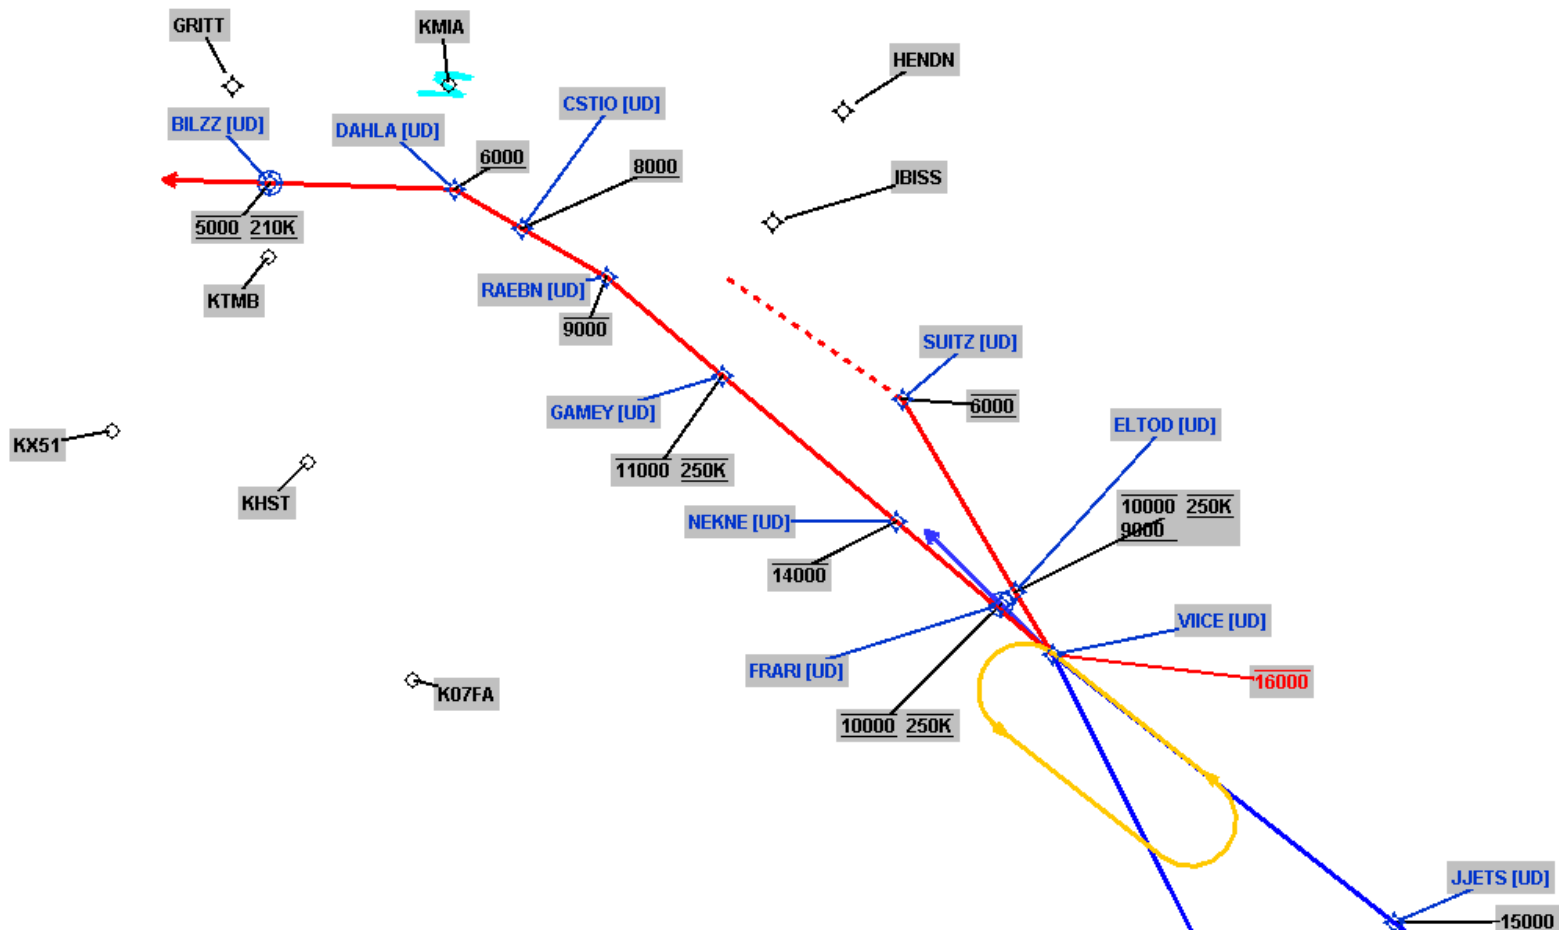 GRITT
KMIA
HENDN
CSTIO [UD]
BILZZ [UD]
DAHLA [UD]
6000
8000
IBISS
5000 210K
KTMB
RAEBN [UD]
9000
SUITZ [UD]
GAMEY [UD]
6000
ELTOD [UD]
KX51
11000 250K
KHST
10000 250K
9000
NEKNE [UD]
14000
VIICE [UD]
FRARI [UD]
16000
K07FA
10000 250K
JJETS [UD]
15000